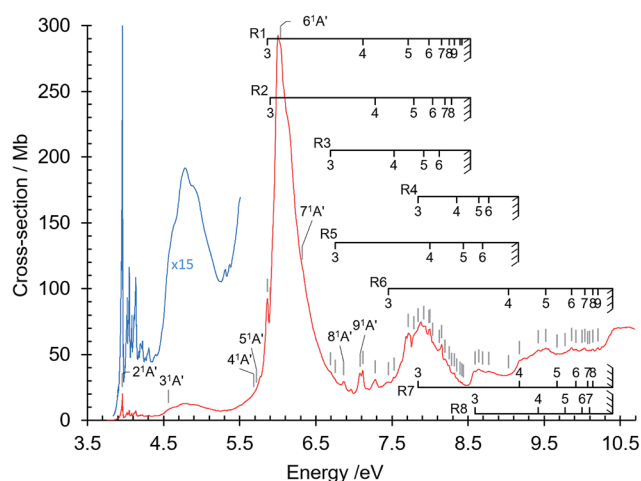 300
250
200
150
100
50
0
Cross-section / Mb
R1
3 4 5 6 7 8 9
6¹A'
R2
3 4 5 6 7 8
R3
3 4 5 6
R4
3 4 5 6
7¹A'
R5
3 4 5 6
x15
R6
3 4 5 6 7 8 9
2¹A'
3¹A'
4¹A'
5¹A'
8¹A'
9¹A'
3 4 5 6 7 8
R7
3 4 5 6 7
R8
3.5 4.5 5.5 6.5 7.5 8.5 9.5 10.5
Energy /eV